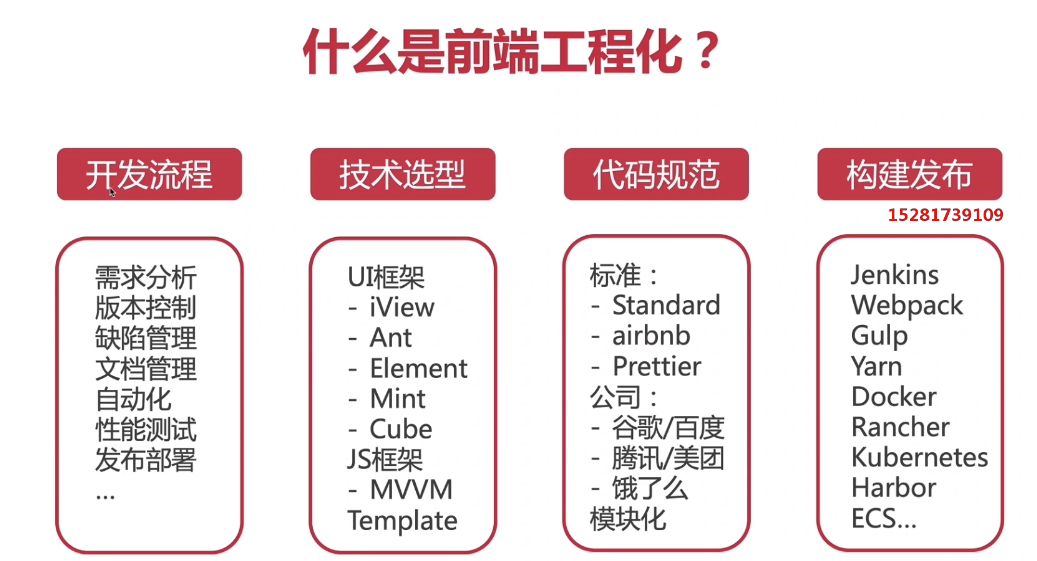 什么是前端工程化？
开发流程
需求分析
版本控制
缺陷管理
文档管理
自动化
性能测试
发布部署
...
技术选型
UI框架
- iView
- Ant
- Element
- Mint
- Cube
JS框架
- MVVM
Template
代码规范
标准：
- Standard
- airbnb
- Prettier
公司：
- 谷歌/百度
- 腾讯/美团
- 饿了么
模块化
构建发布
15281739109
Jenkins
Webpack
Gulp
Yarn
Docker
Rancher
Kubernetes
Harbor
ECS...